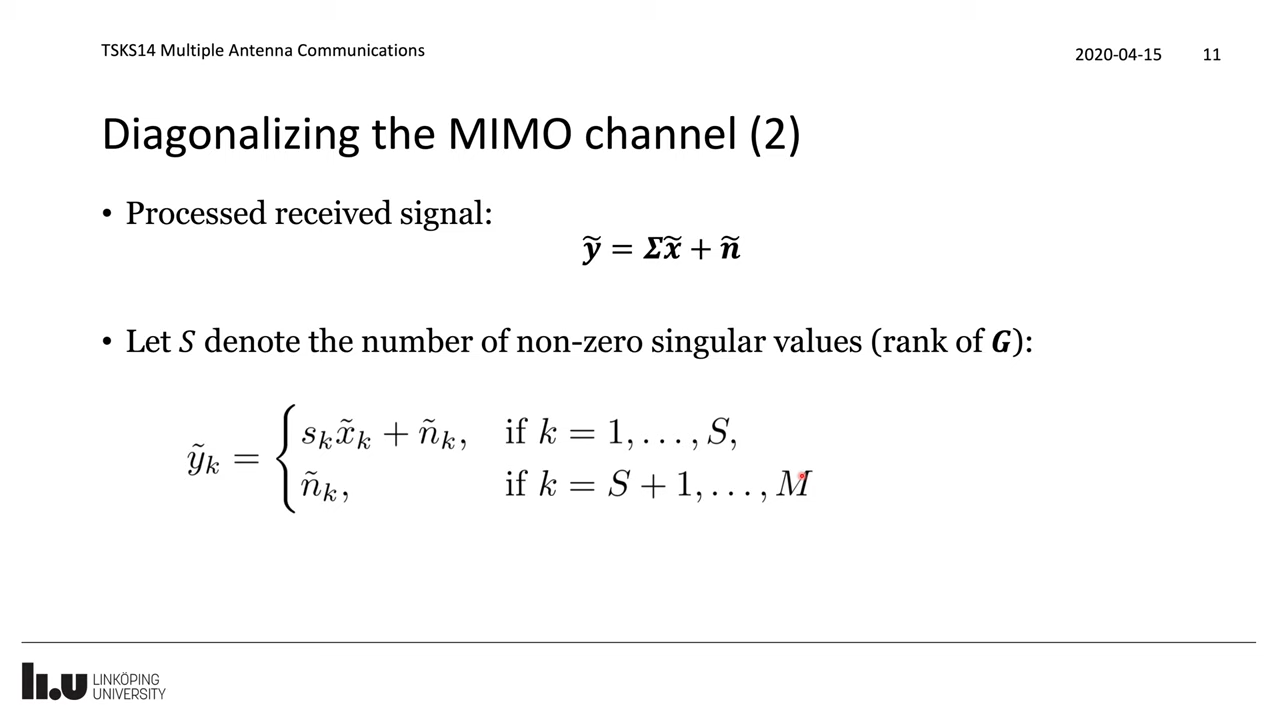 TSKS14 Multiple Antenna Communications
2020-04-15 11
Diagonalizing the MIMO channel (2)
• Processed received signal:
ỹ = Σx̃ + ñ
• Let S denote the number of non-zero singular values (rank of G):
ỹₖ = { sₖx̃ₖ + ñₖ, if k = 1, . . . , S,
ñₖ, if k = S + 1, . . . , M
li.u LINKÖPING
UNIVERSITY